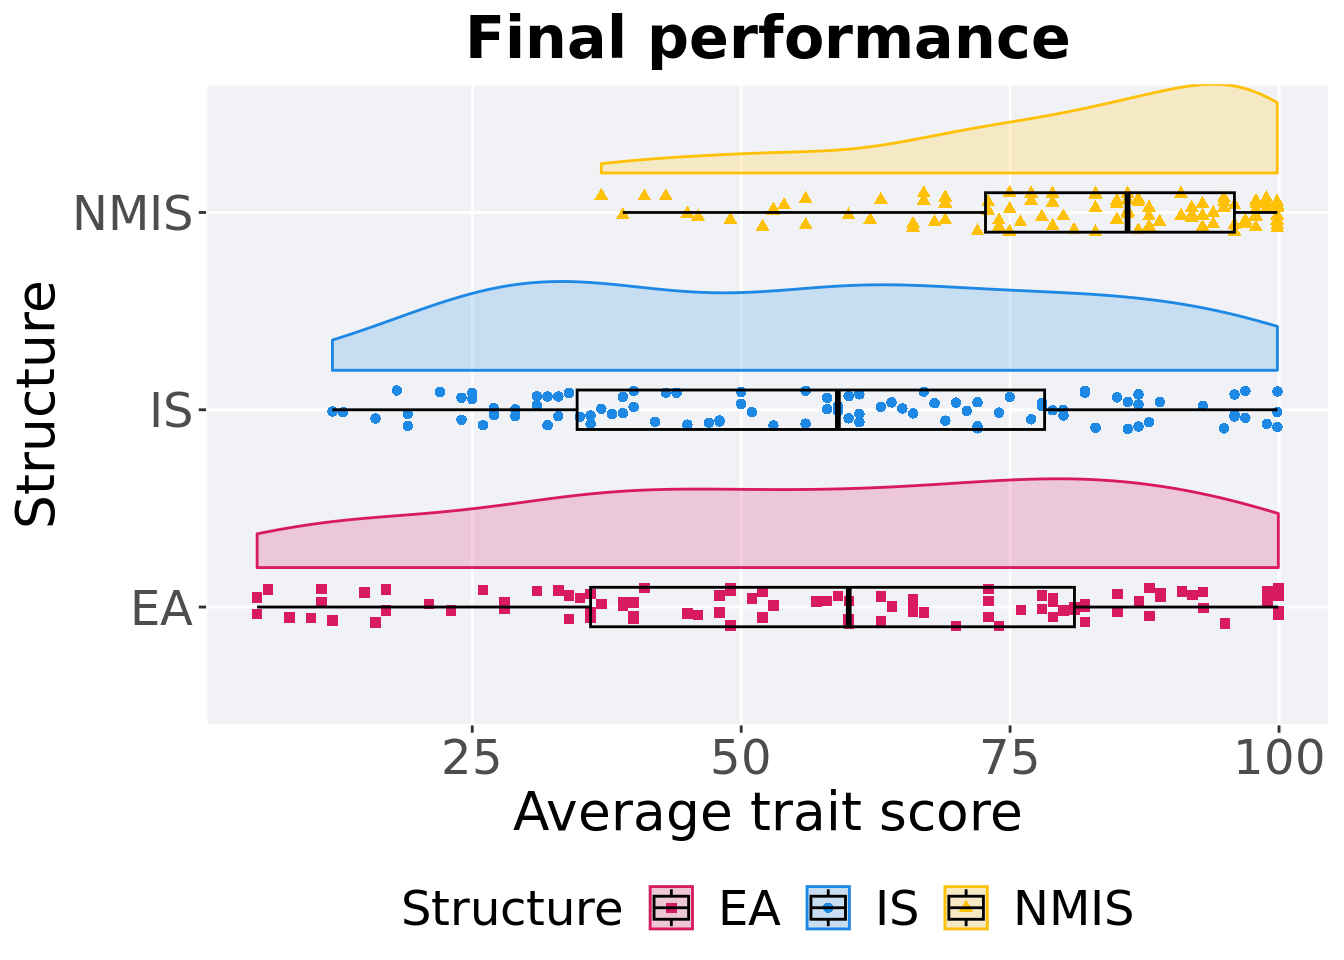 Final performance
NMIS
IS
EA
Structure
25 50 75 100
Average trait score
Structure EA IS NMIS